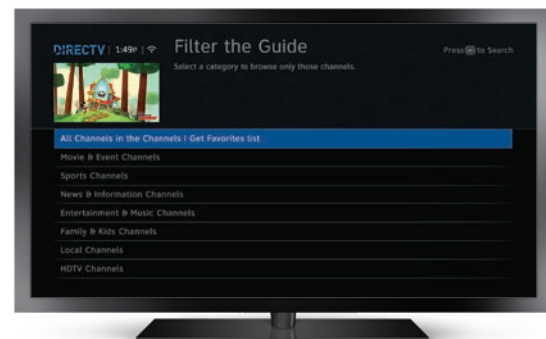 DIRECTV | 1:49P |
Filter the Guide
Press to Search
Select a category to browse only those channels.
All Channels in the Channels I Get Favorites list
Movie & Event Channels
Sports Channels
News & Information Channels
Entertainment & Music Channels
Family & Kids Channels
Local Channels
HDTV Channels